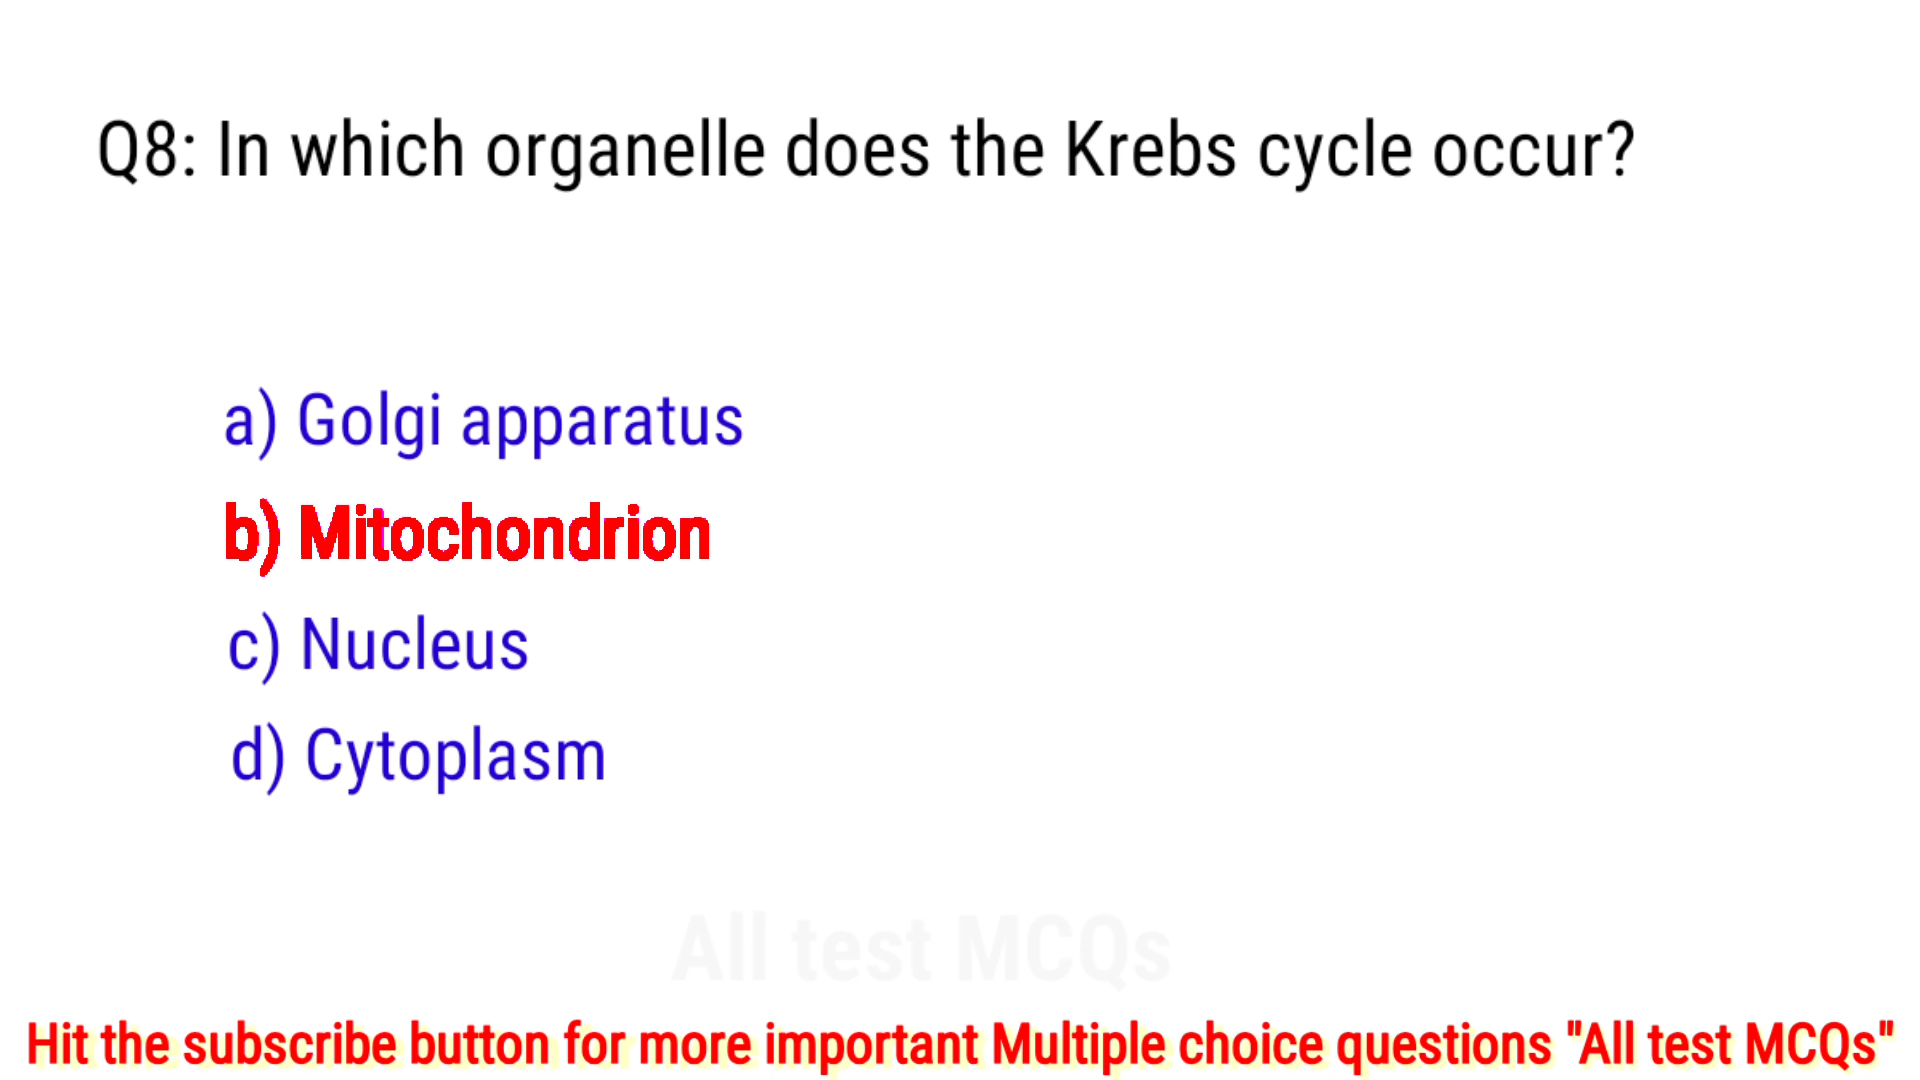 Q8: In which organelle does the Krebs cycle occur?
a) Golgi apparatus
b) Mitochondrion
c) Nucleus
d) Cytoplasm
All test MCQs
Hit the subscribe button for more important Multiple choice questions "All test MCQs"